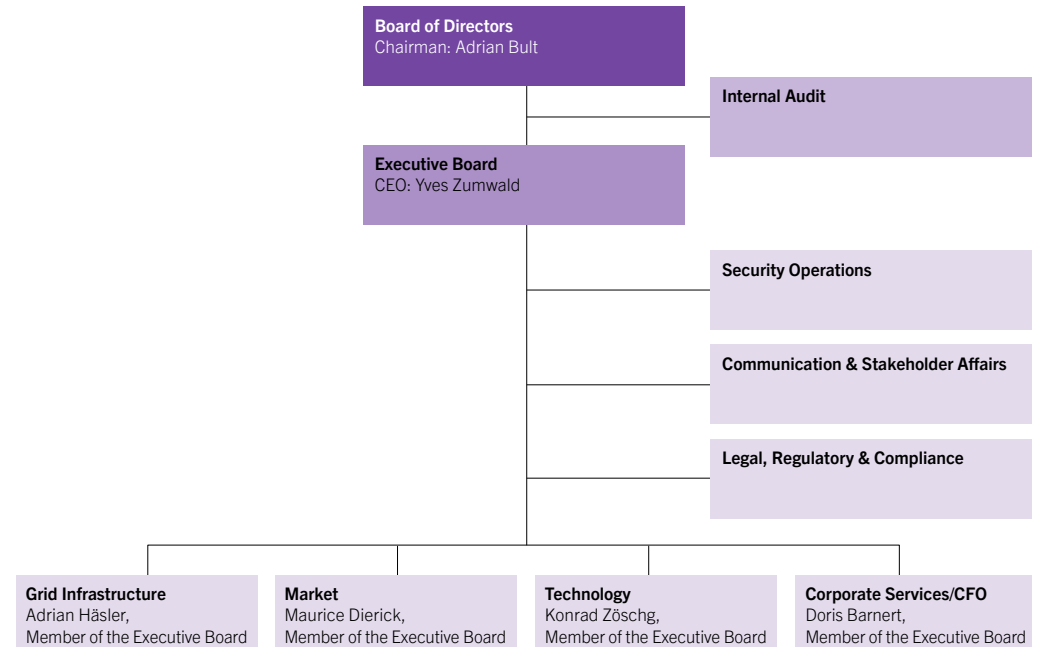 Board of Directors
Chairman: Adrian Bult
Internal Audit
Executive Board
CEO: Yves Zumwald
Security Operations
Communication & Stakeholder Affairs
Legal, Regulatory & Compliance
Grid Infrastructure
Adrian Häsler,
Member of the Executive Board
Market
Maurice Dierick,
Member of the Executive Board
Technology
Konrad Zöschg,
Member of the Executive Board
Corporate Services/CFO
Doris Barnert,
Member of the Executive Board